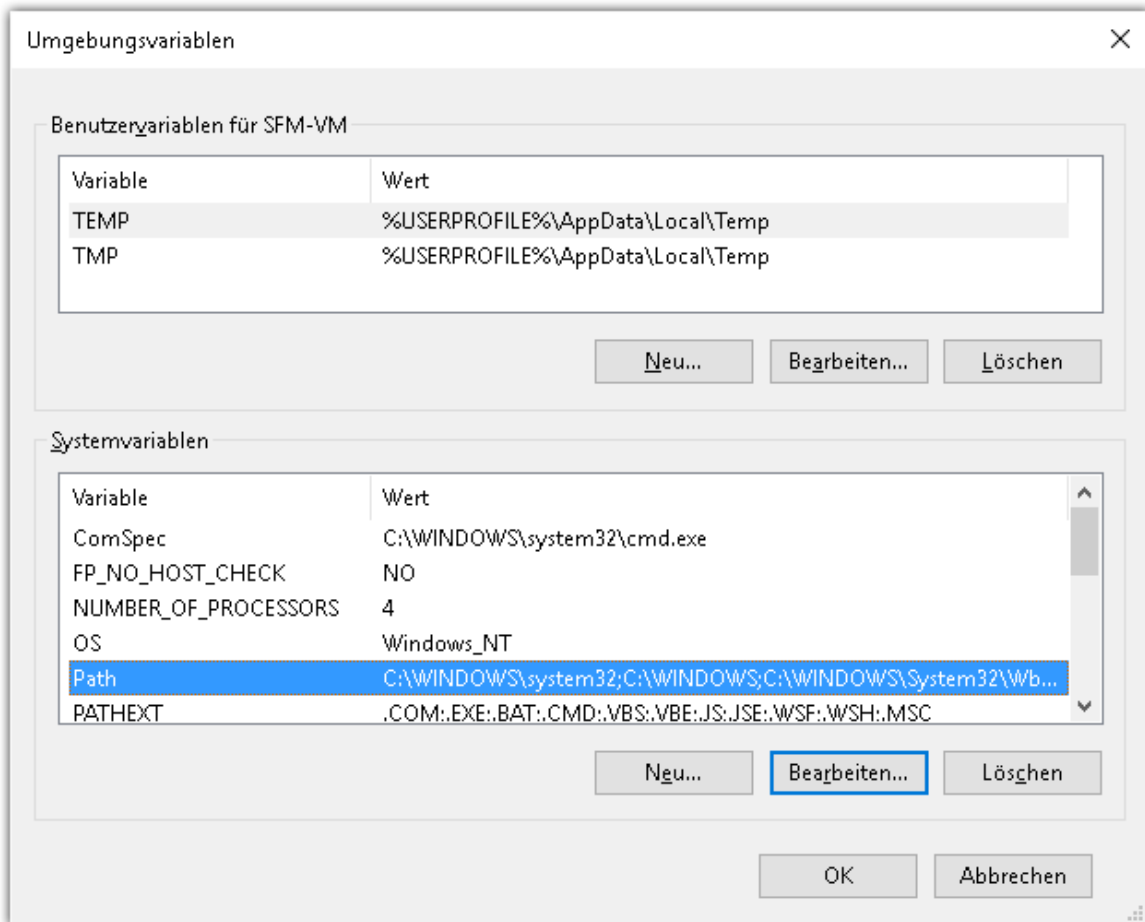 Umgebungsvariablen
Benutzervariablen für SFM-VM
Variable Wert
TEMP %USERPROFILE%\AppData\Local\Temp
TMP %USERPROFILE%\AppData\Local\Temp
Neu... Bearbeiten... Löschen
Systemvariablen
Variable Wert
ComSpec C:\WINDOWS\system32\cmd.exe
FP_NO_HOST_CHECK NO
NUMBER_OF_PROCESSORS 4
OS Windows_NT
Path C:\WINDOWS\system32;C:\WINDOWS;C:\WINDOWS\System32\Wb...
PATHEXT .COM;.EXE;.BAT;.CMD;.VBS;.VBE;.JS;.JSE;.WSF;.WSH;.MSC
Neu... Bearbeiten... Löschen
OK Abbrechen